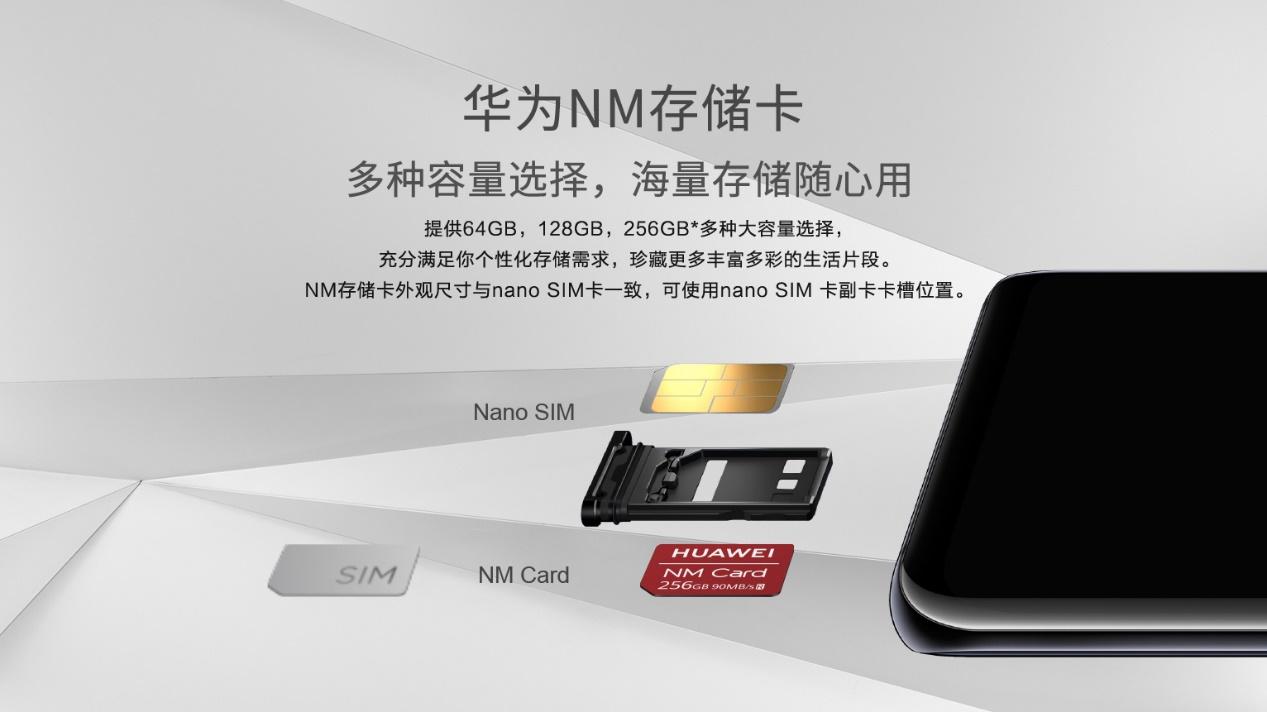 华为NM存储卡
多种容量选择，海量存储随心用
提供64GB，128GB，256GB*多种大容量选择，
充分满足你个性化存储需求，珍藏更多丰富多彩的生活片段。
NM存储卡外观尺寸与nano SIM卡一致，可使用nano SIM 卡副卡卡槽位置。
Nano SIM
SIM
NM Card
HUAWEI
NM Card
256GB 90MB/s N